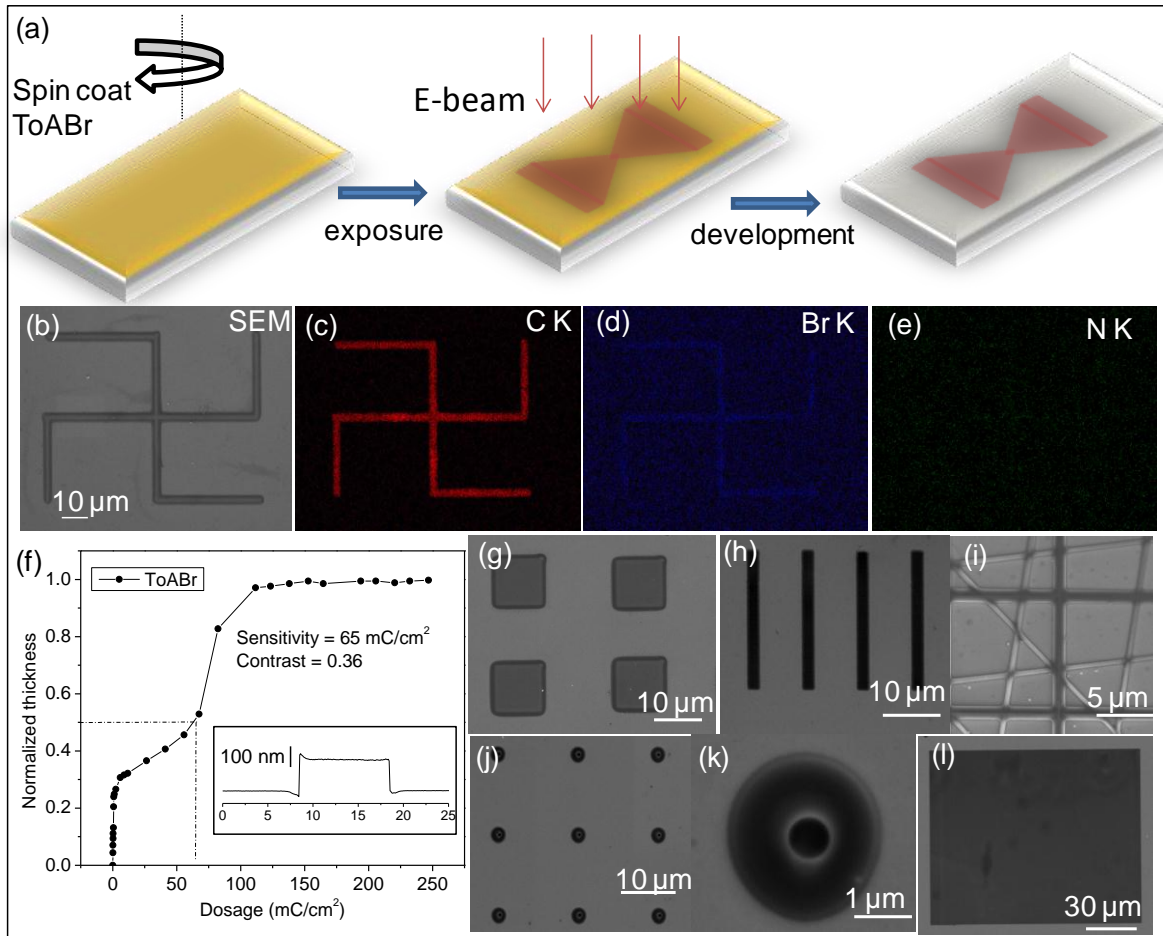 (a)
Spin coat
ToABr
E-beam
exposure
development
(b)
SEM
10 µm
(c)
C K
(d)
Br K
(e)
N K
(f)
ToABr
Sensitivity = 65 mC/cm²
Contrast = 0.36
100 nm
0 5 10 15 20 25
Normalized thickness
1.0
0.8
0.6
0.4
0.2
0.0
0 50 100 150 200 250
Dosage (mC/cm²)
(g)
10 µm
(h)
10 µm
(i)
5 µm
(j)
10 µm
(k)
1 µm
(l)
30 µm